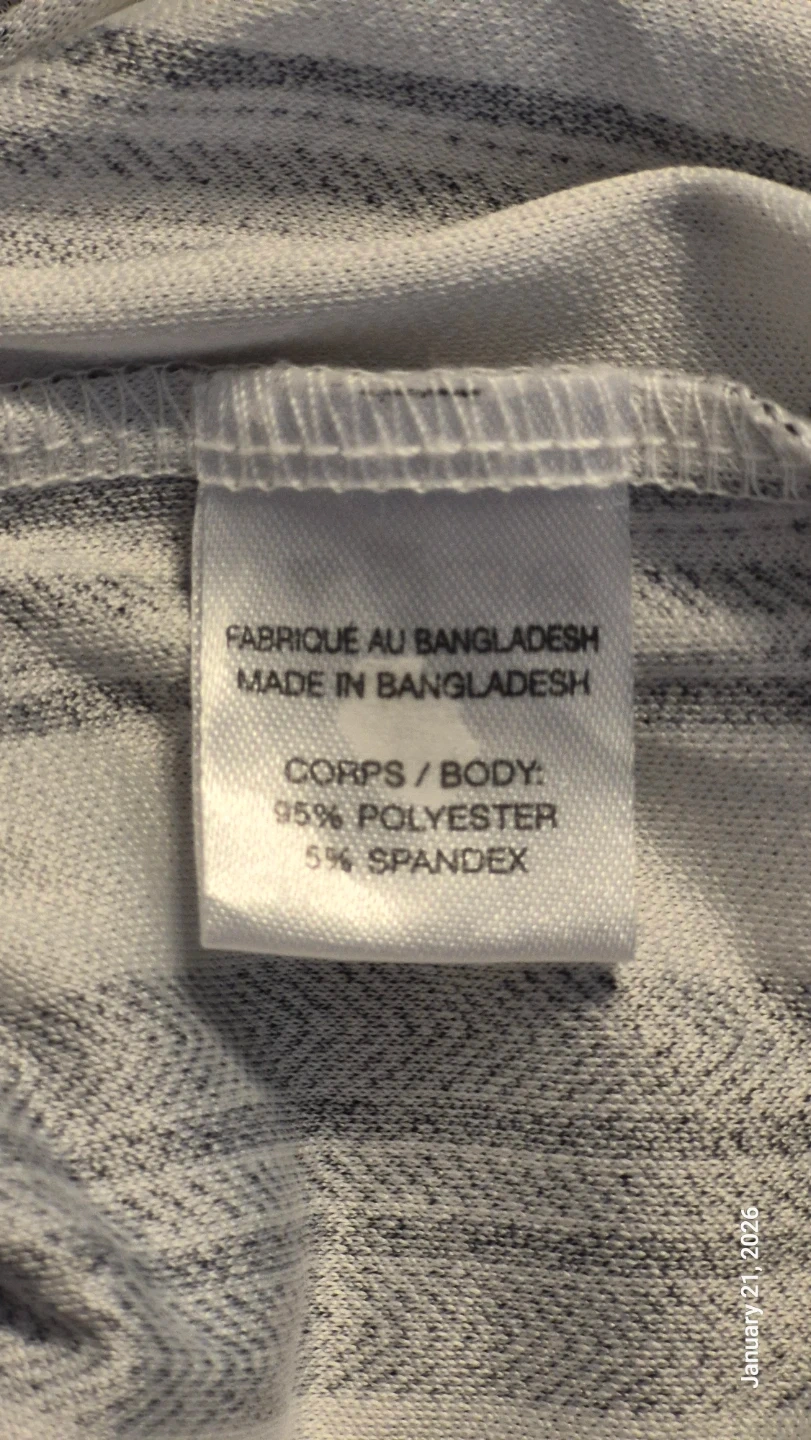 FABRIQUÉ AU BANGLADESH
MADE IN BANGLADESH
CORPS / BODY:
95% POLYESTER
5% SPANDEX
January 21, 2026